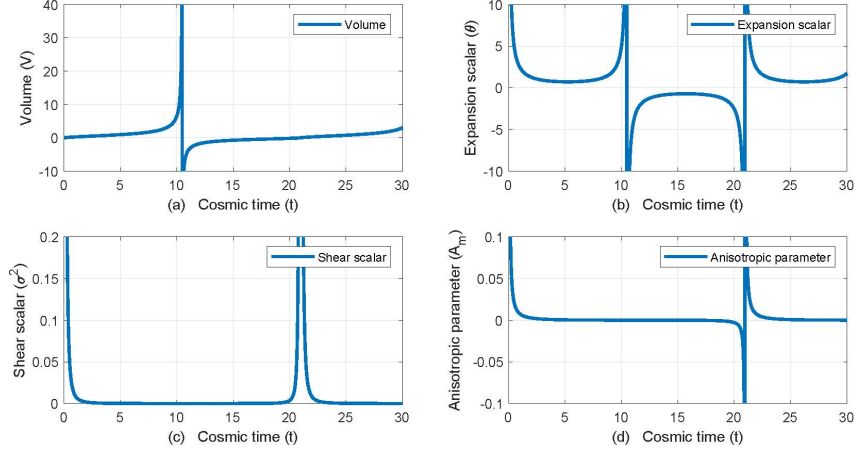 40
30
20
10
0
-10
Volume (V)
Volume
0 5 10 15 20 25 30
(a) Cosmic time (t)
10
5
0
-5
-10
Expansion scalar (θ)
Expansion scalar
0 5 10 15 20 25 30
(b) Cosmic time (t)
0.2
0.15
0.1
0.05
0
Shear scalar (σ²)
Shear scalar
0 5 10 15 20 25 30
(c) Cosmic time (t)
0.1
0.05
0
-0.05
-0.1
Anisotropic parameter (Aₘ)
Anisotropic parameter
0 5 10 15 20 25 30
(d) Cosmic time (t)